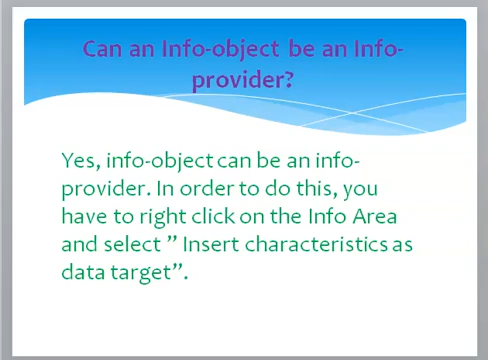 Can an Info-object be an Info-
provider?
Yes, info-object can be an info-
provider. In order to do this, you
have to right click on the Info Area
and select ” Insert characteristics as
data target”.